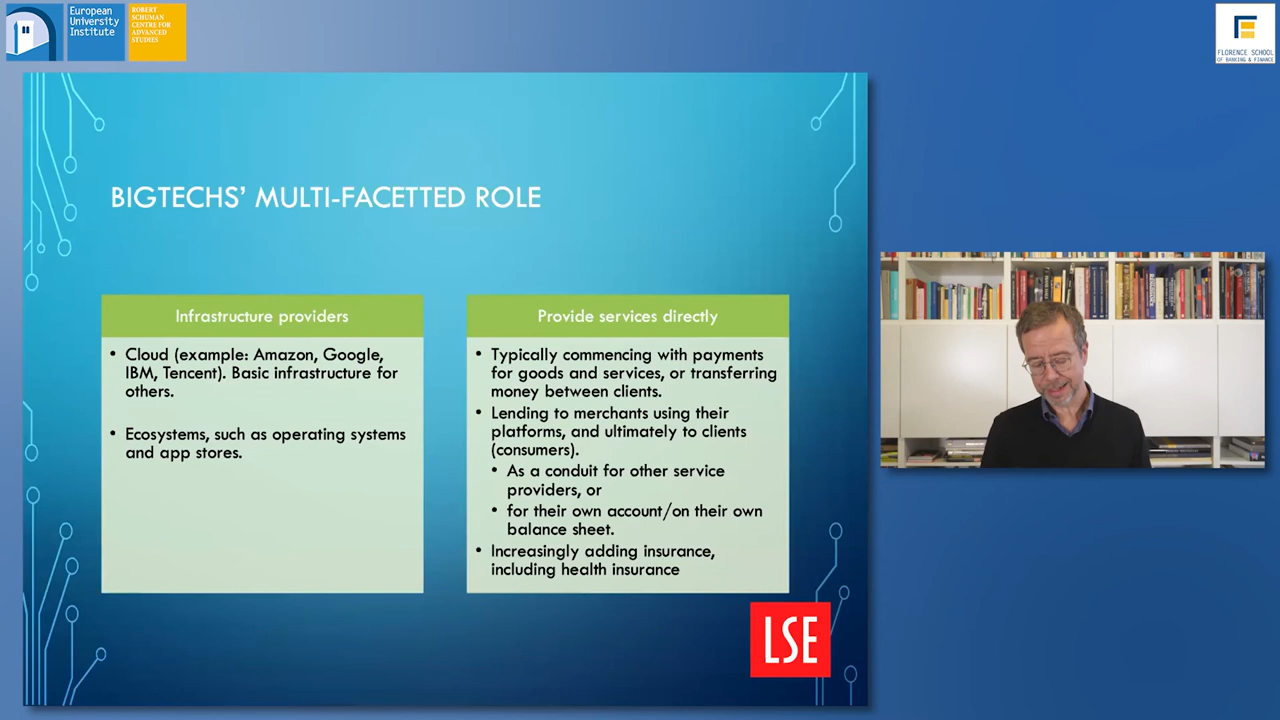 European
University
Institute
ROBERT
SCHUMAN
CENTRE FOR
ADVANCED
STUDIES
FLORENCE SCHOOL
OF BANKING & FINANCE
BIGTECHS’ MULTI-FACETTED ROLE
Infrastructure providers
• Cloud (example: Amazon, Google,
IBM, Tencent). Basic infrastructure for
others.
• Ecosystems, such as operating systems
and app stores.
Provide services directly
• Typically commencing with payments
for goods and services, or transferring
money between clients.
• Lending to merchants using their
platforms, and ultimately to clients
(consumers).
• As a conduit for other service
providers, or
• for their own account/on their own
balance sheet.
• Increasingly adding insurance,
including health insurance
LSE